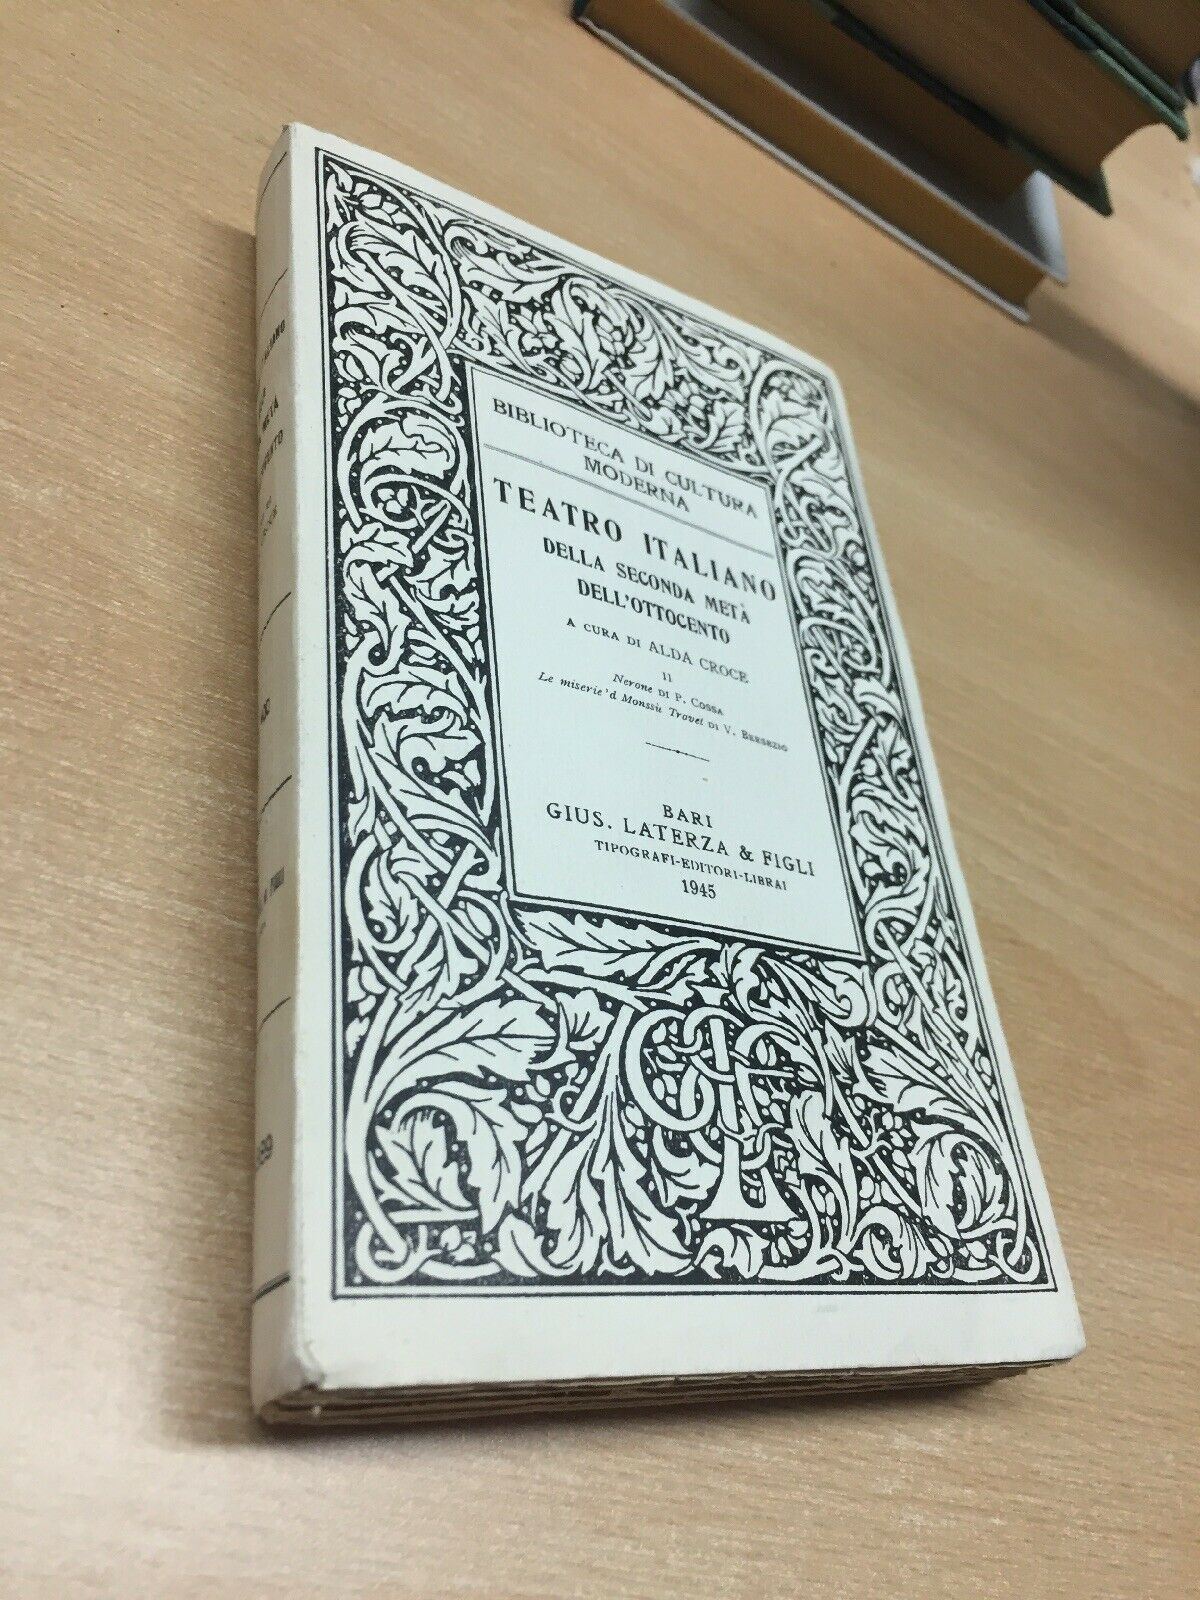 BIBLIOTECA DI CULTURA
MODERNA
TEATRO ITALIANO
DELLA SECONDA METÀ
DELL'OTTOCENTO
A CURA DI ALDA CROCE
II
Nerone DI P. COSSA
Le miserie 'd Monssù Travet DI V. BERSEZIO
BARI
GIUS. LATERZA & FIGLI
TIPOGRAFI-EDITORI-LIBRAI
1945